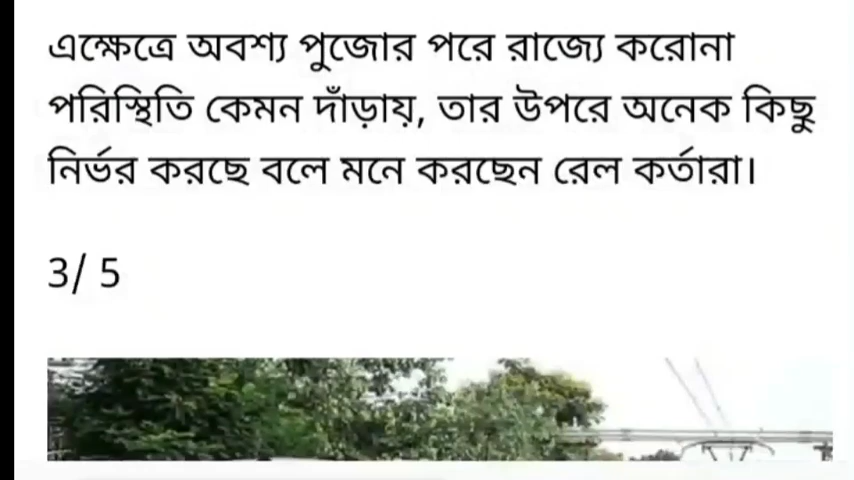 এক্ষেত্রে অবশ্য পুজোর পরে রাজ্যে করোনা
পরিস্থিতি কেমন দাঁড়ায়, তার উপরে অনেক কিছু
নির্ভর করছে বলে মনে করছেন রেল কর্তারা।
3/ 5